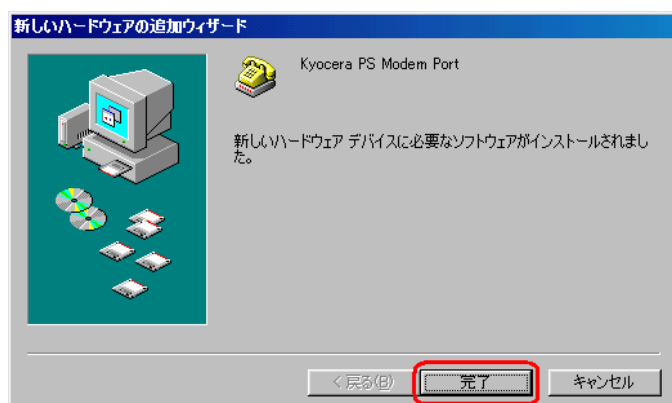 新しいハードウェアの追加ウィザード
Kyocera PS Modem Port
新しいハードウェア デバイスに必要なソフトウェアがインストールされまし
た。
< 戻る(B)
完了
キャンセル